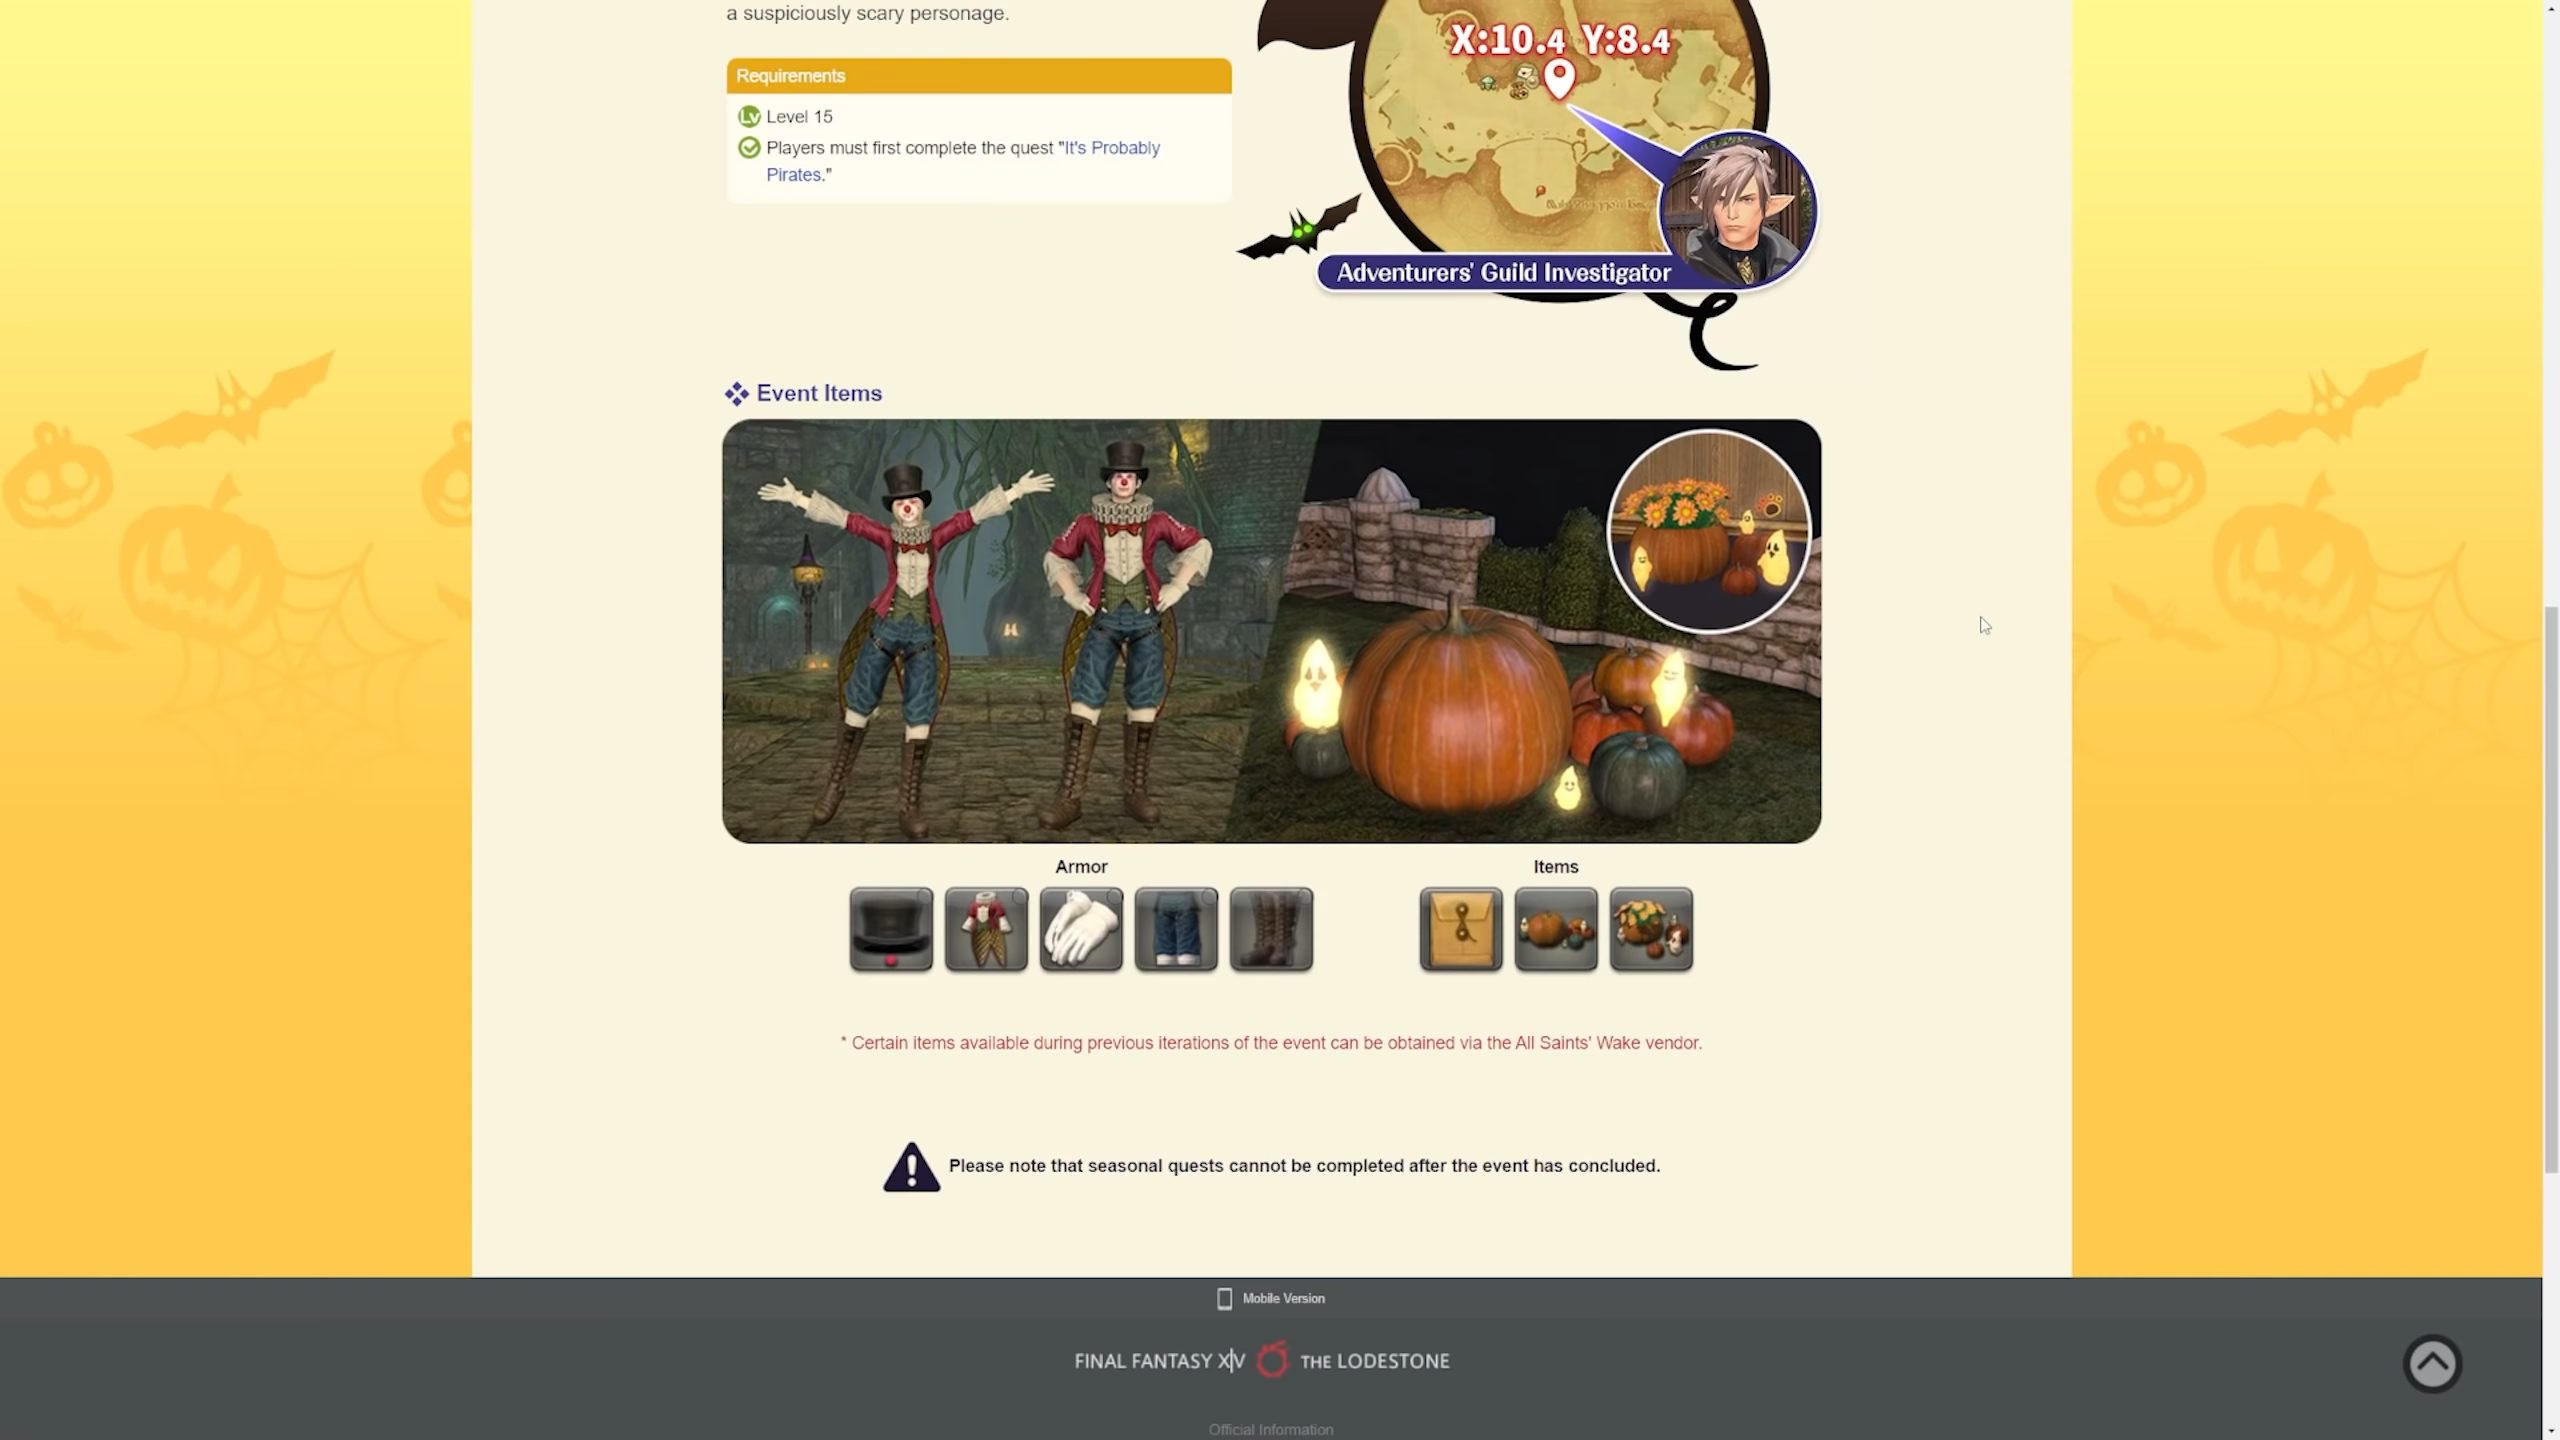 a suspiciously scary personage.
Requirements
Lv Level 15
Players must first complete the quest "It's Probably
Pirates."
X:10.4 Y:8.4
Adventurers' Guild Investigator
Event Items
Armor
Items
* Certain items available during previous iterations of the event can be obtained via the All Saints' Wake vendor.
Please note that seasonal quests cannot be completed after the event has concluded.
Mobile Version
FINAL FANTASY XIV THE LODESTONE
Official Information